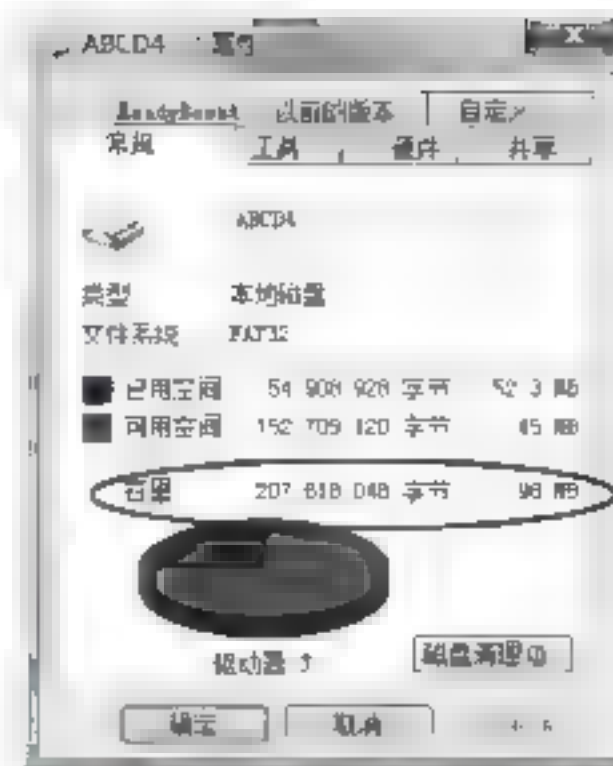 ABCD4 属性
ReadyBoost 以前的版本 自定义
常规 工具 硬件 共享
ABCD4
类型 本地磁盘
文件系统 FAT32
已用空间 54 908 928 字节 52 3 MB
可用空间 152 709 120 字节 45 MB
容量 207 618 048 字节 98 MB
驱动器
磁盘清理
确定 取消